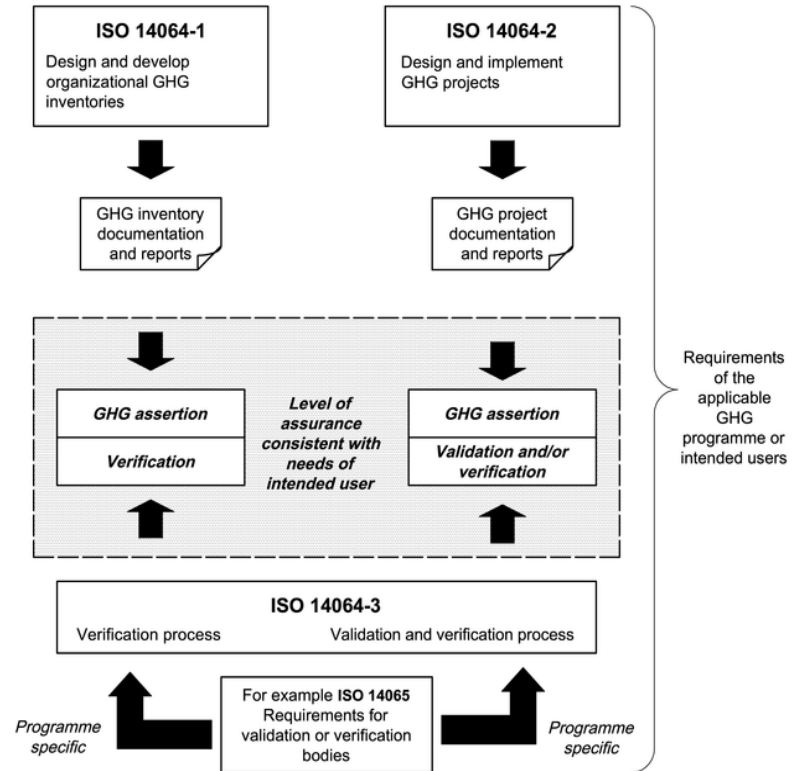 ISO 14064-1
Design and develop
organizational GHG
inventories
ISO 14064-2
Design and implement
GHG projects
GHG inventory
documentation
and reports
GHG project
documentation
and reports
GHG assertion
Verification
Level of
assurance
consistent with
needs of
intended user
GHG assertion
Validation and/or
verification
Requirements
of the
applicable
GHG
programme or
intended users
ISO 14064-3
Verification process
Validation and verification process
Programme
specific
For example ISO 14065
Requirements for
validation or verification
bodies
Programme
specific